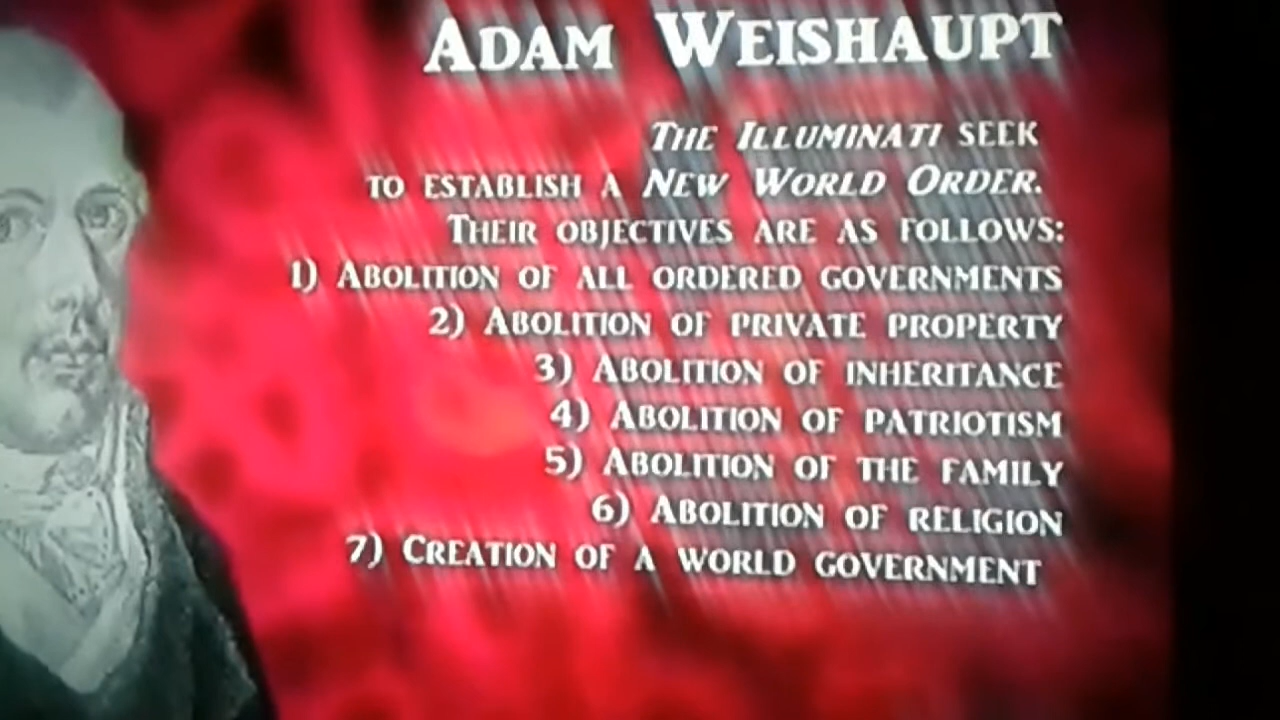 ADAM WEISHAUPT
THE ILLUMINATI SEEK
TO ESTABLISH A NEW WORLD ORDER.
THEIR OBJECTIVES ARE AS FOLLOWS:
1) ABOLITION OF ALL ORDERED GOVERNMENTS
2) ABOLITION OF PRIVATE PROPERTY
3) ABOLITION OF INHERITANCE
4) ABOLITION OF PATRIOTISM
5) ABOLITION OF THE FAMILY
6) ABOLITION OF RELIGION
7) CREATION OF A WORLD GOVERNMENT